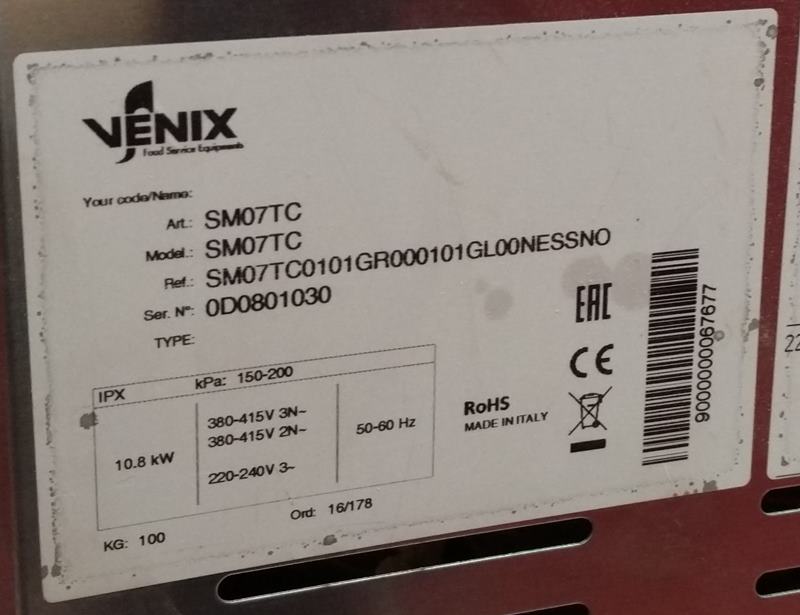 VENIX
Food Service Equipments
Your code/Name:
Art.: SM07TC
Model.: SM07TC
Ref.: SM07TC0101GR000101GL00NESSNO
Ser. N°: 0D0801030
TYPE:
IPX kPa: 150-200
10.8 kW
380-415V 3N~
380-415V 2N~
220-240V 3~
50-60 Hz
KG: 100
Ord: 16/178
EAC
CE
RoHS
MADE IN ITALY
9000000067677
22